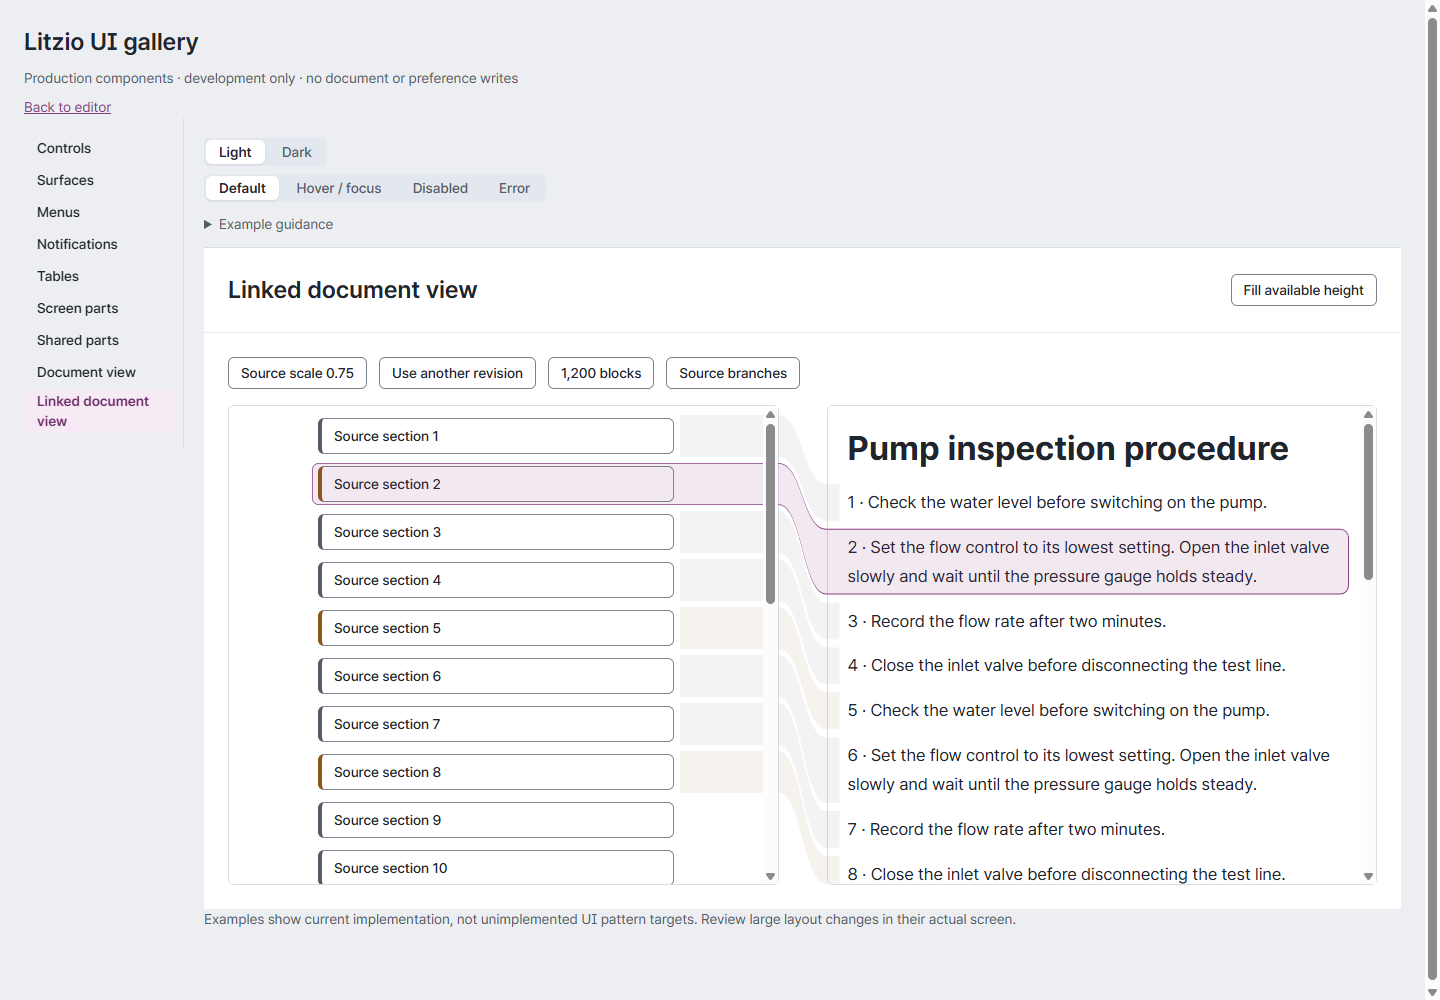 Litzio UI gallery
Production components · development only · no document or preference writes
Back to editor
Controls
Surfaces
Menus
Notifications
Tables
Screen parts
Shared parts
Document view
Linked document
view
Light Dark
Default Hover / focus Disabled Error
Example guidance
Linked document view
Fill available height
Source scale 0.75 Use another revision 1,200 blocks Source branches
Source section 1
Source section 2
Source section 3
Source section 4
Source section 5
Source section 6
Source section 7
Source section 8
Source section 9
Source section 10
Pump inspection procedure
1 · Check the water level before switching on the pump.
2 · Set the flow control to its lowest setting. Open the inlet valve
slowly and wait until the pressure gauge holds steady.
3 · Record the flow rate after two minutes.
4 · Close the inlet valve before disconnecting the test line.
5 · Check the water level before switching on the pump.
6 · Set the flow control to its lowest setting. Open the inlet valve
slowly and wait until the pressure gauge holds steady.
7 · Record the flow rate after two minutes.
8 · Close the inlet valve before disconnecting the test line.
Examples show current implementation, not unimplemented UI pattern targets. Review large layout changes in their actual screen.